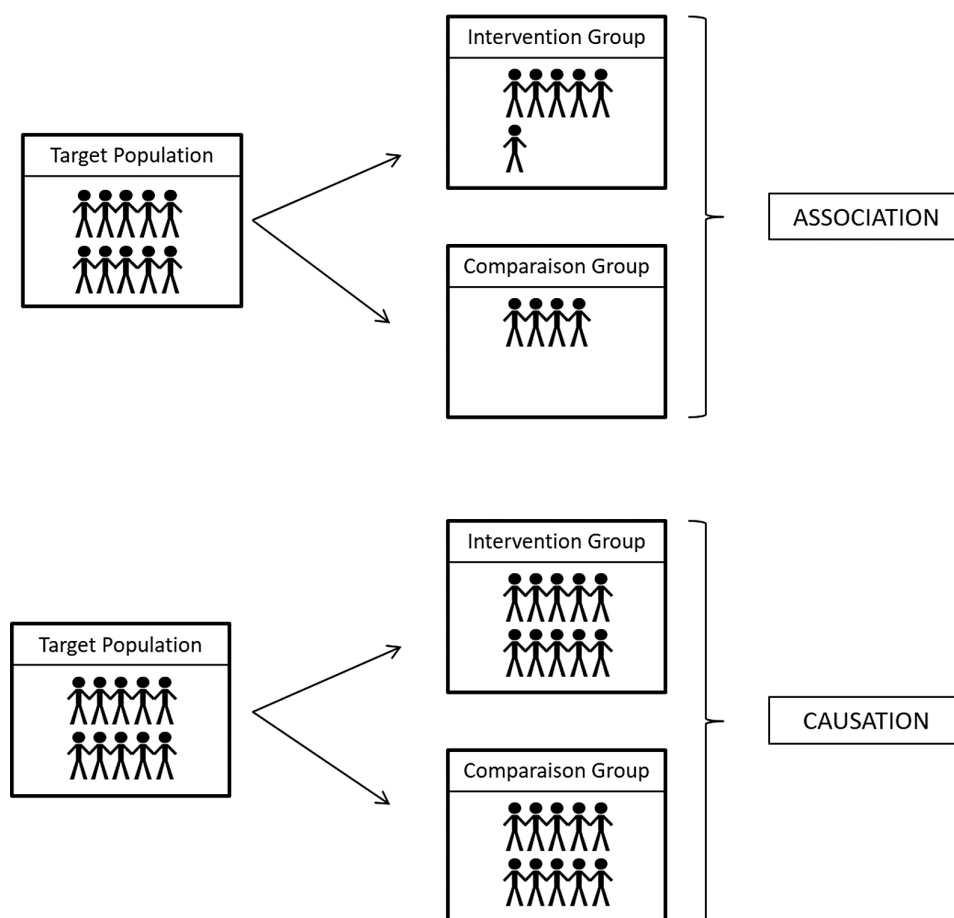 Intervention Group
Target Population
Comparaison Group
ASSOCIATION
Intervention Group
Target Population
Comparaison Group
CAUSATION